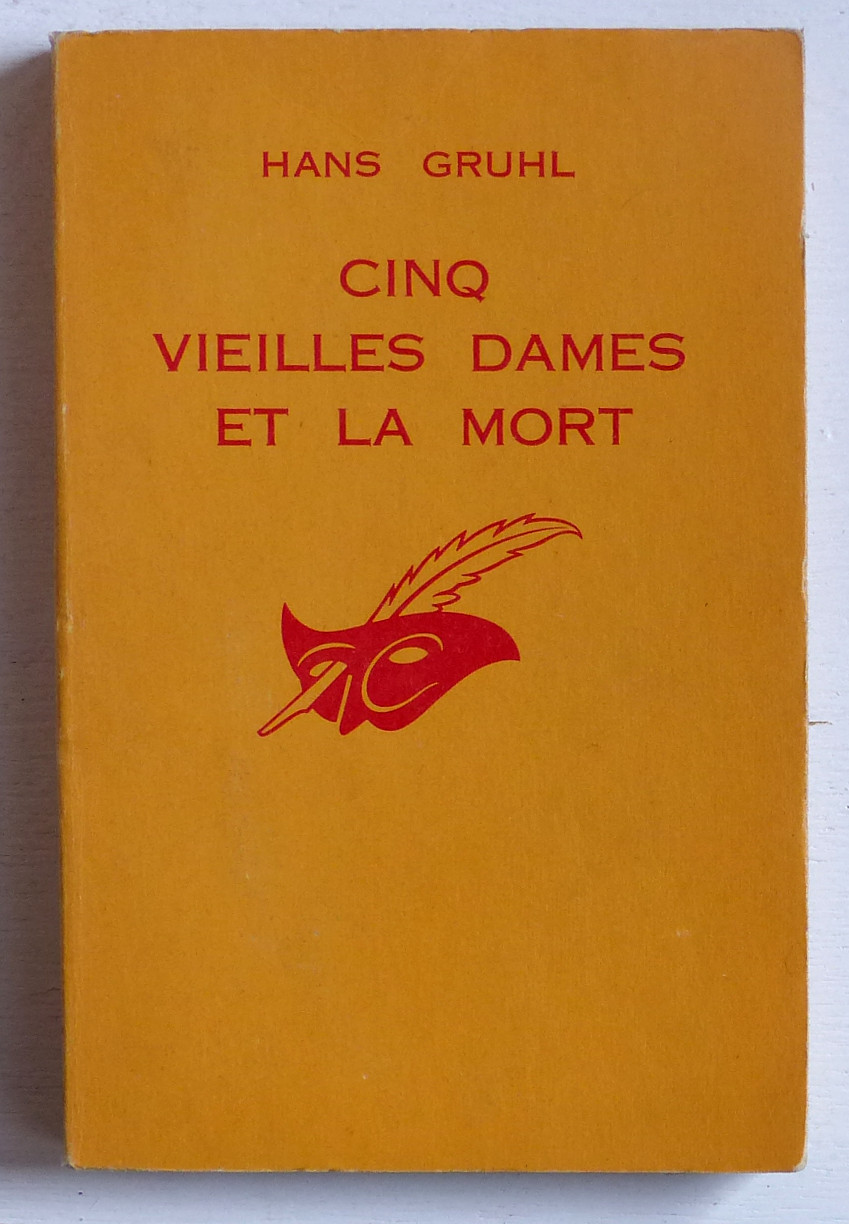 HANS GRUHL
CINQ
VIEILLES DAMES
ET LA MORT